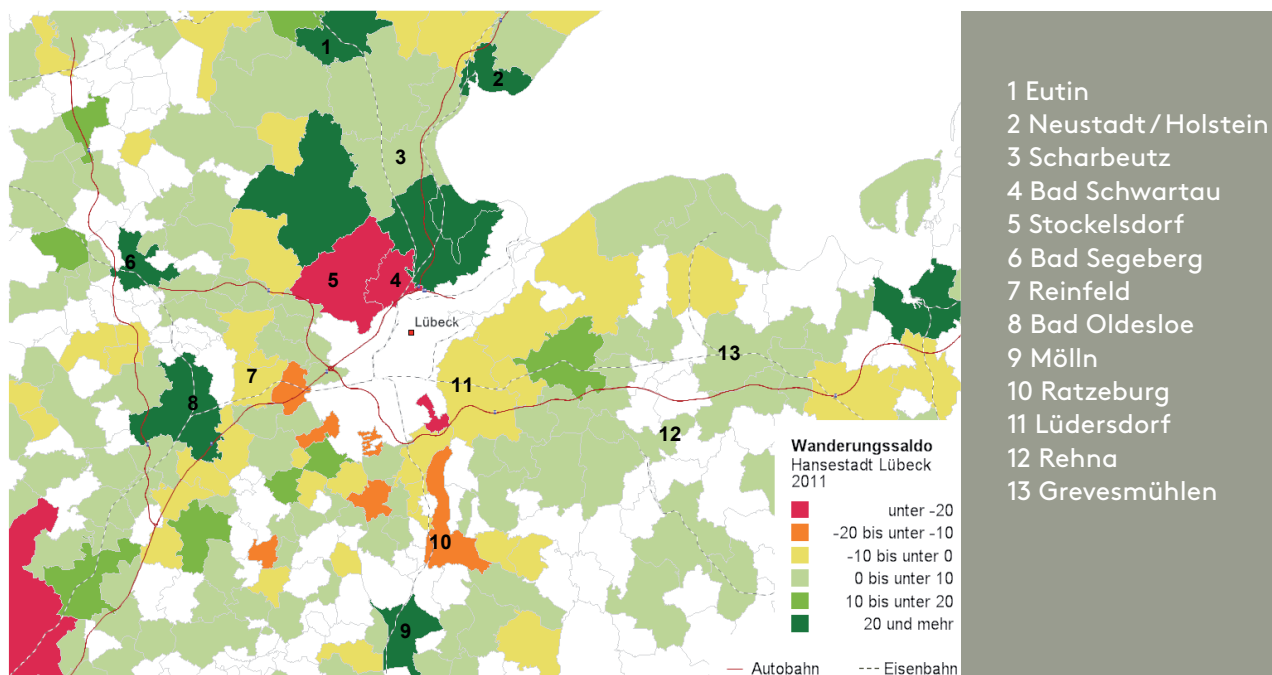 1
2
3
4
5
6
7
8
9
10
11
12
13
Lübeck
Wanderungssaldo
Hansestadt Lübeck
2011
unter -20
-20 bis unter -10
-10 bis unter 0
0 bis unter 10
10 bis unter 20
20 und mehr
Autobahn
Eisenbahn
1 Eutin
2 Neustadt / Holstein
3 Scharbeutz
4 Bad Schwartau
5 Stockelsdorf
6 Bad Segeberg
7 Reinfeld
8 Bad Oldesloe
9 Mölln
10 Ratzeburg
11 Lüdersdorf
12 Rehna
13 Grevesmühlen